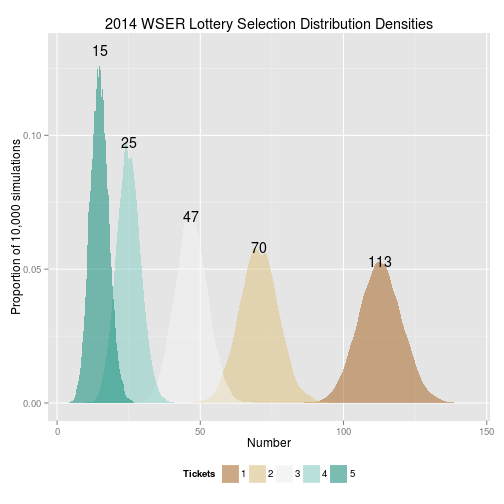 2014 WSER Lottery Selection Distribution Densities
15
25
47
70
113
Proportion of 10,000 simulations
0.10
0.05
0.00
0 50 100 150
Number
Tickets 1 2 3 4 5